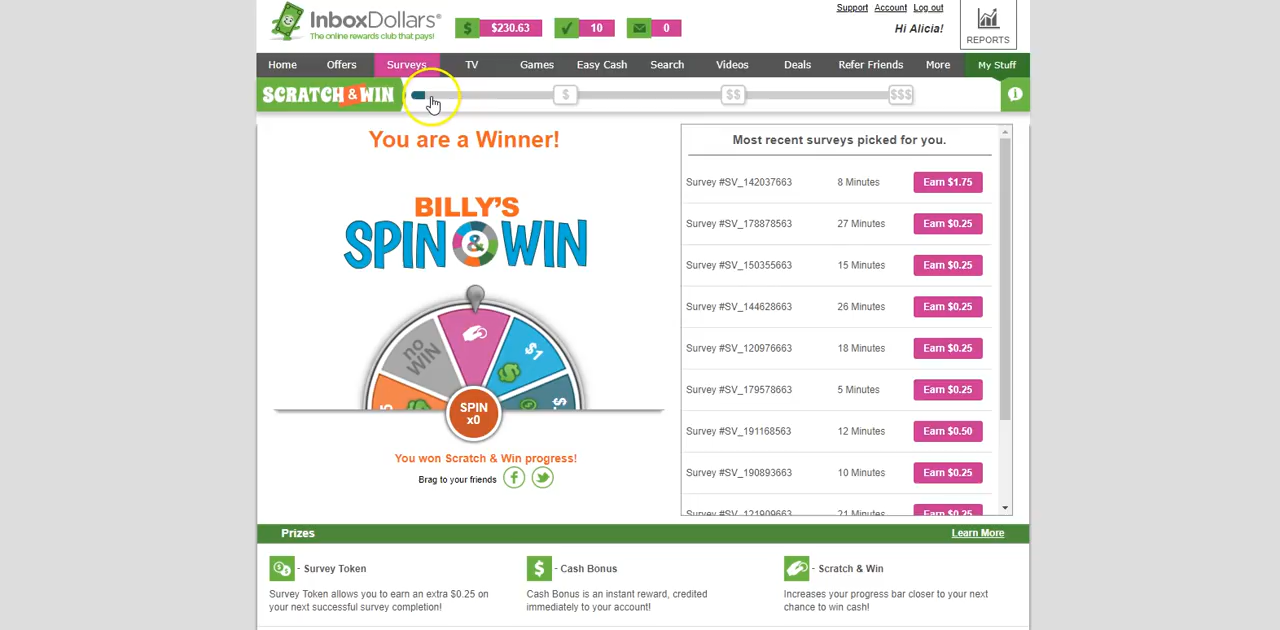 InboxDollars®
The online rewards club that pays!
$ $230.63 10 0
Support Account Log out
Hi Alicia!
REPORTS
Home Offers Surveys TV Games Easy Cash Search Videos Deals Refer Friends More My Stuff
SCRATCH & WIN $ $$ $$$ i
You are a Winner!
BILLY'S
SPIN & WIN
no WIN
$1
SPIN
x0
You won Scratch & Win progress!
Brag to your friends
Most recent surveys picked for you.
Survey #SV_142037663 8 Minutes Earn $1.75
Survey #SV_178878563 27 Minutes Earn $0.25
Survey #SV_150355663 15 Minutes Earn $0.25
Survey #SV_144628663 26 Minutes Earn $0.25
Survey #SV_120976663 18 Minutes Earn $0.25
Survey #SV_179578663 5 Minutes Earn $0.25
Survey #SV_191168563 12 Minutes Earn $0.50
Survey #SV_190893663 10 Minutes Earn $0.25
Survey #SV_121909663 21 Minutes Earn $0.25
Prizes Learn More
- Survey Token
Survey Token allows you to earn an extra $0.25 on
your next successful survey completion!
$ - Cash Bonus
Cash Bonus is an instant reward, credited
immediately to your account!
- Scratch & Win
Increases your progress bar closer to your next
chance to win cash!